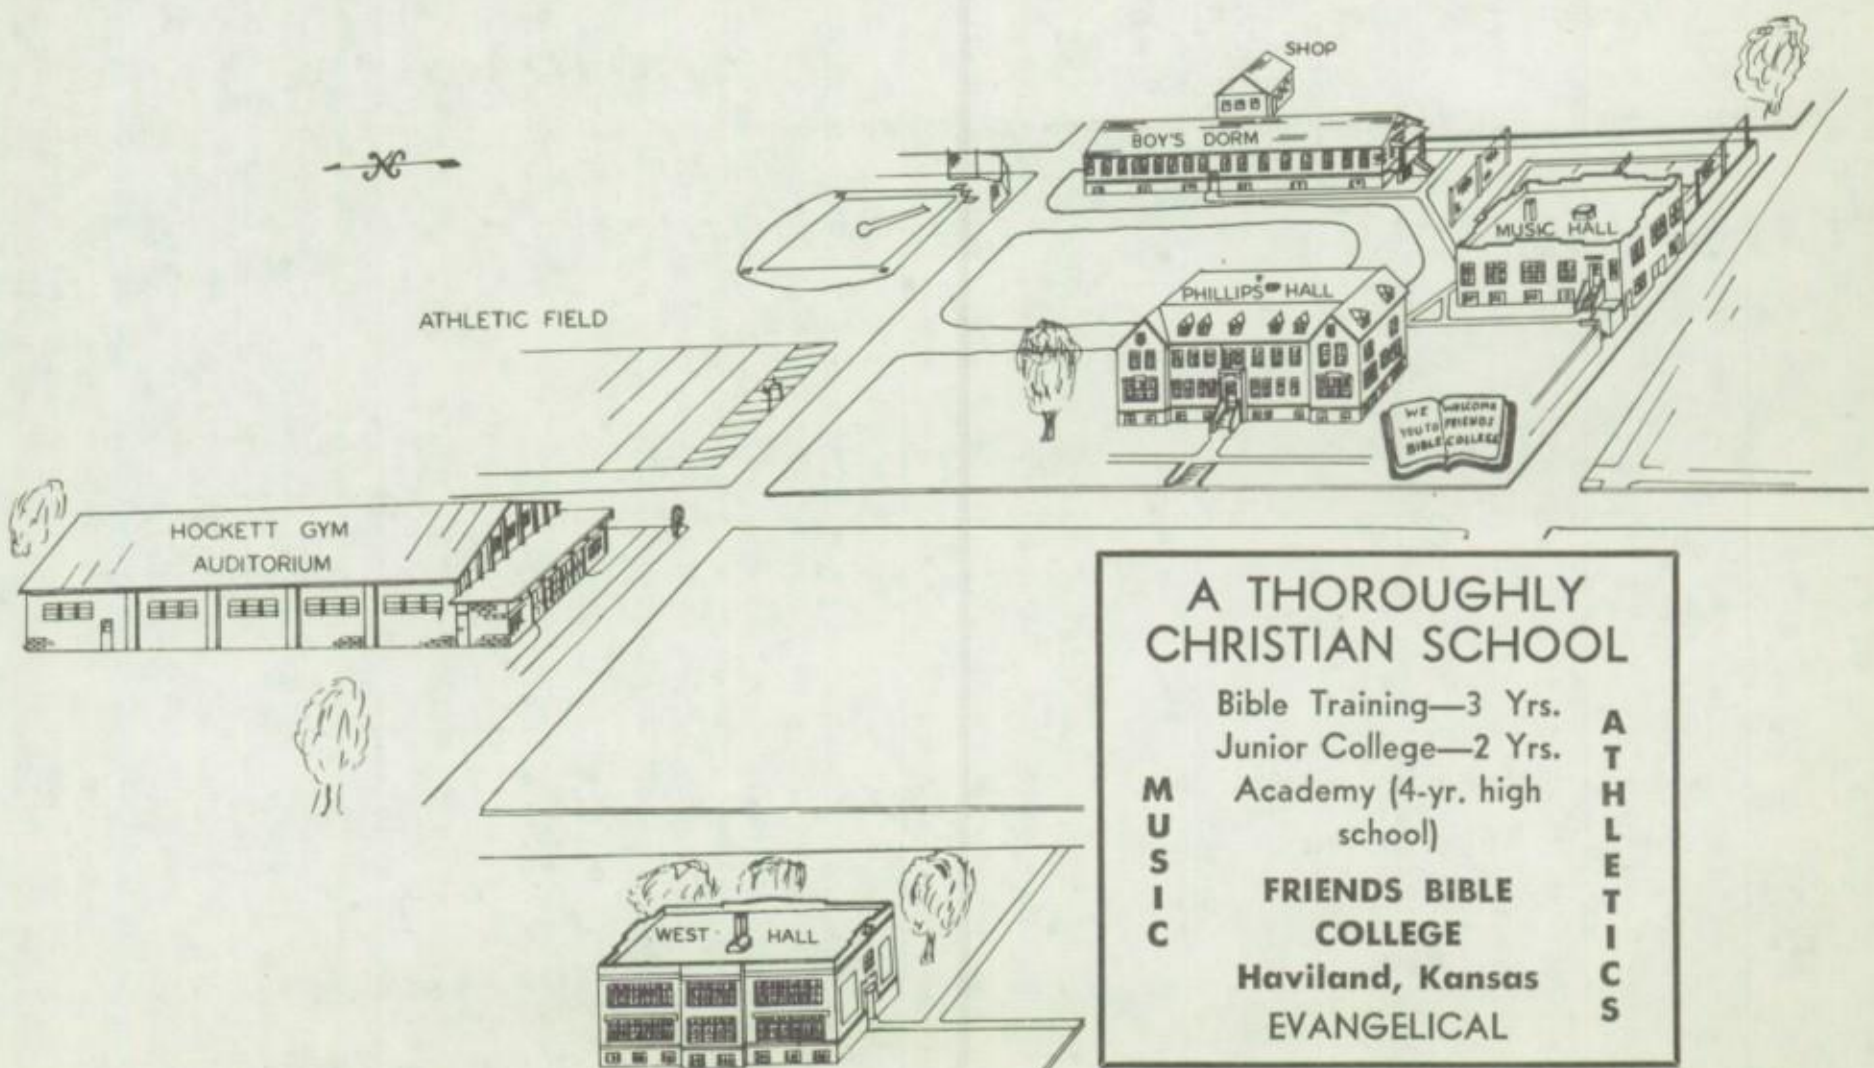 SHOP
BOY'S DORM
N
MUSIC HALL
PHILLIPS HALL
ATHLETIC FIELD
WE WELCOME
YOU TO FRIENDS
BIBLE COLLEGE
HOCKETT GYM
AUDITORIUM
A THOROUGHLY
CHRISTIAN SCHOOL
Bible Training—3 Yrs.
Junior College—2 Yrs.
Academy (4-yr. high
school)
FRIENDS BIBLE
COLLEGE
Haviland, Kansas
EVANGELICAL
MUSIC
ATHLETICS
WEST HALL